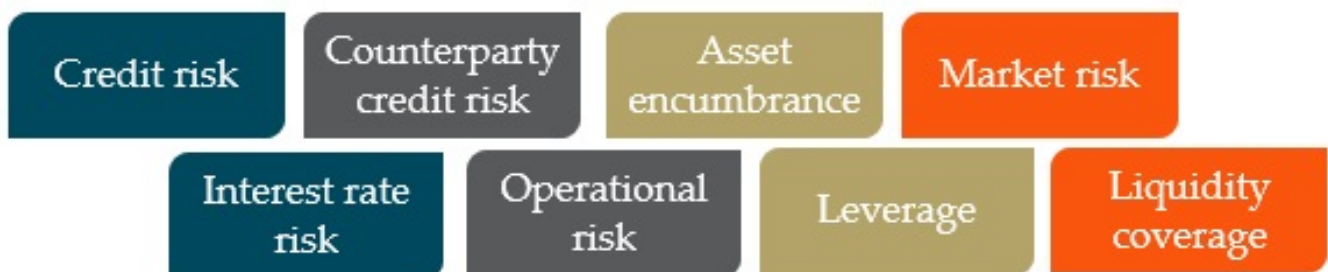 Credit risk
Counterparty
credit risk
Asset
encumbrance
Market risk
Interest rate
risk
Operational
risk
Leverage
Liquidity
coverage